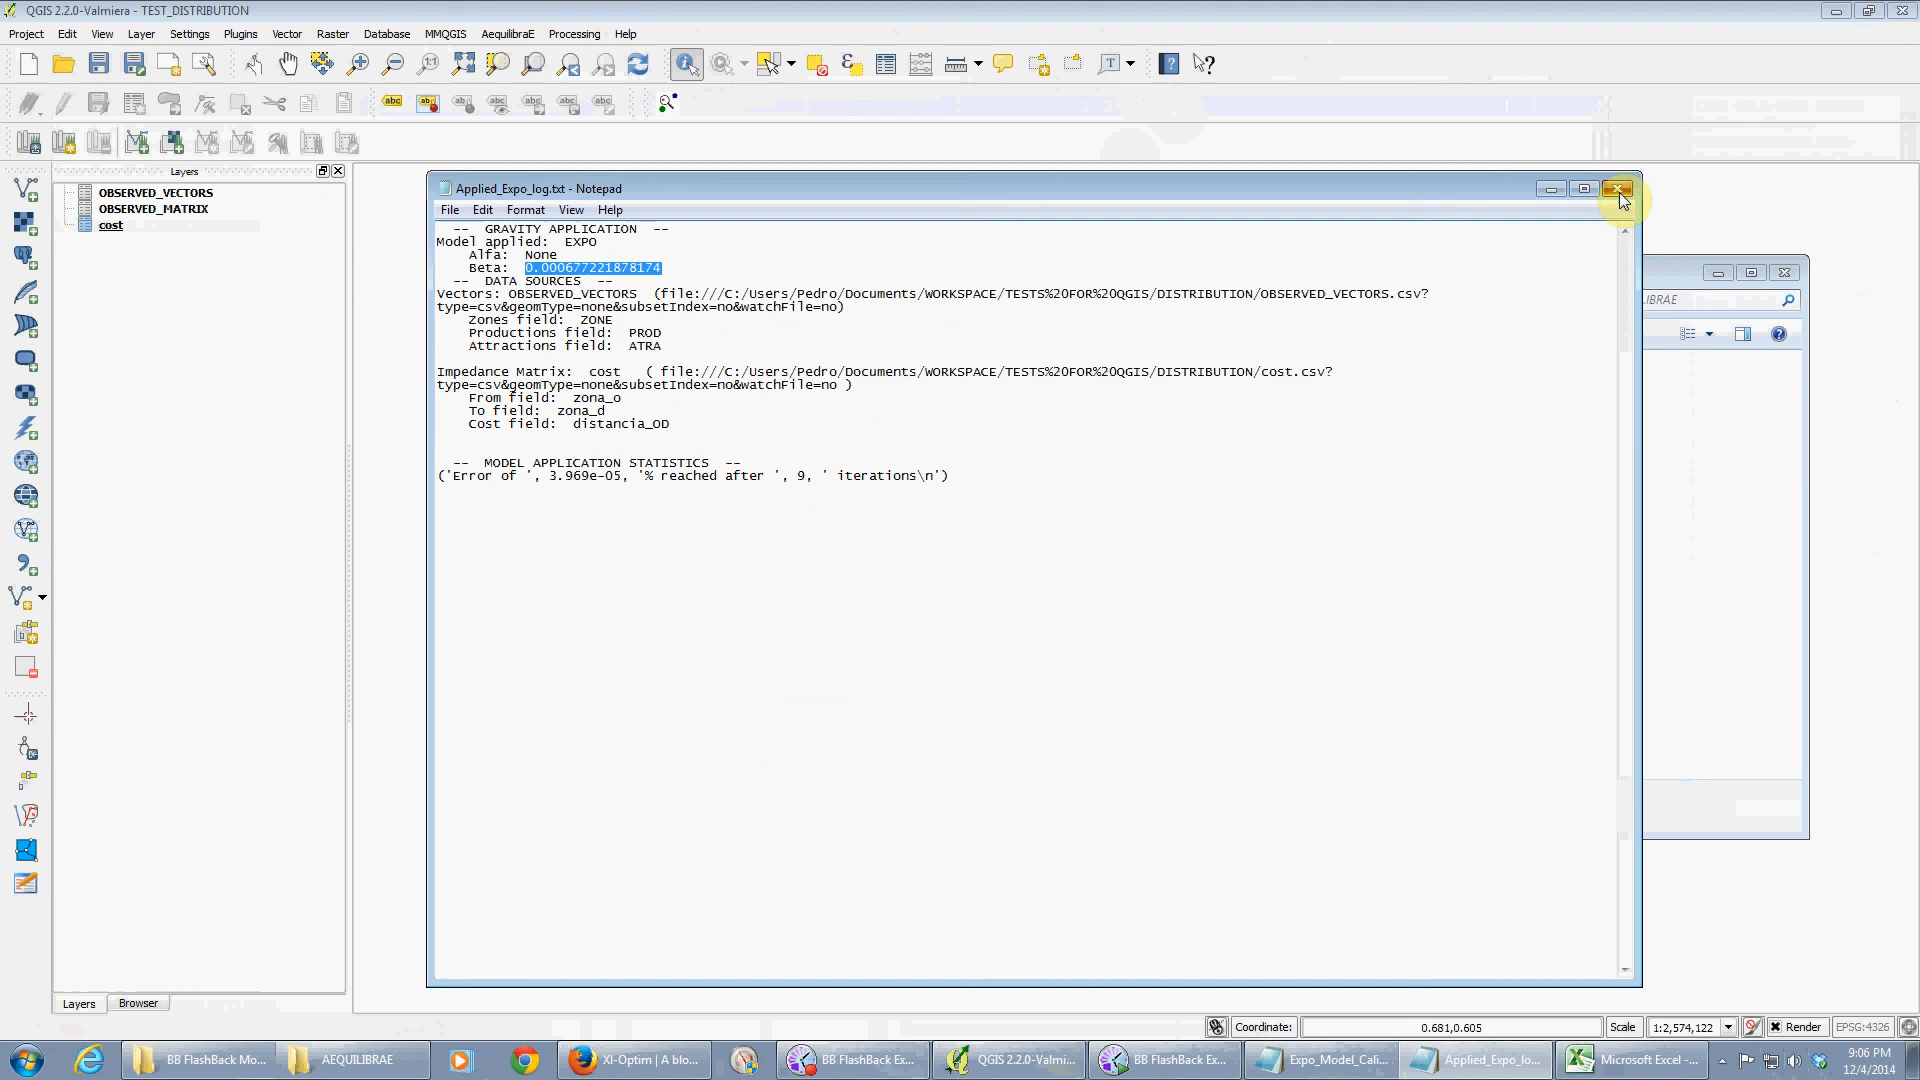 QGIS 2.2.0-Valmiera - TEST_DISTRIBUTION
Project Edit View Layer Settings Plugins Vector Raster Database MMQGIS AequilibraE Processing Help
Layers
OBSERVED_VECTORS
OBSERVED_MATRIX
cost
Applied_Expo_log.txt - Notepad
File Edit Format View Help
-- GRAVITY APPLICATION --
Model applied: EXPO
Alfa: None
Beta: 0.000677221878174
-- DATA SOURCES --
Vectors: OBSERVED_VECTORS (file:///C:/Users/Pedro/Documents/WORKSPACE/TESTS%20FOR%20QGIS/DISTRIBUTION/OBSERVED_VECTORS.csv?
type=csv&geomType=none&subsetIndex=no&watchFile=no)
Zones field: ZONE
Productions field: PROD
Attractions field: ATRA
Impedance Matrix: cost ( file:///C:/Users/Pedro/Documents/WORKSPACE/TESTS%20FOR%20QGIS/DISTRIBUTION/cost.csv?
type=csv&geomType=none&subsetIndex=no&watchFile=no )
From field: zona_o
To field: zona_d
Cost field: distancia_OD
-- MODEL APPLICATION STATISTICS --
('Error of ', 3.969e-05, '% reached after ', 9, ' iterations\n')
IBRAE
Layers Browser
Coordinate: 0.681,0.605 Scale 1:2,574,122 Render EPSG:4326
BB FlashBack Mo... AEQUILIBRAE XI-Optim | A blo... BB FlashBack Ex... QGIS 2.2.0-Valmi... BB FlashBack Ex... Expo_Model_Cali... Applied_Expo_lo... Microsoft Excel -...
9:06 PM
12/4/2014